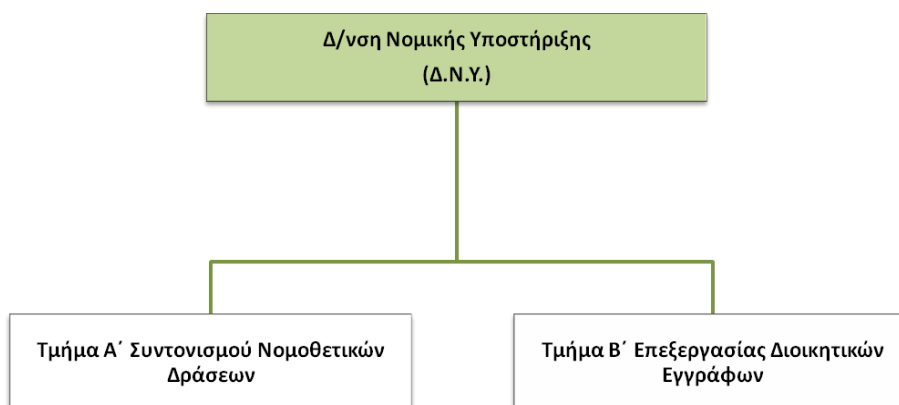 Δ/νση Νομικής Υποστήριξης
(Δ.Ν.Υ.)
Τμήμα Α΄ Συντονισμού Νομοθετικών
Δράσεων
Τμήμα Β΄ Επεξεργασίας Διοικητικών
Εγγράφων